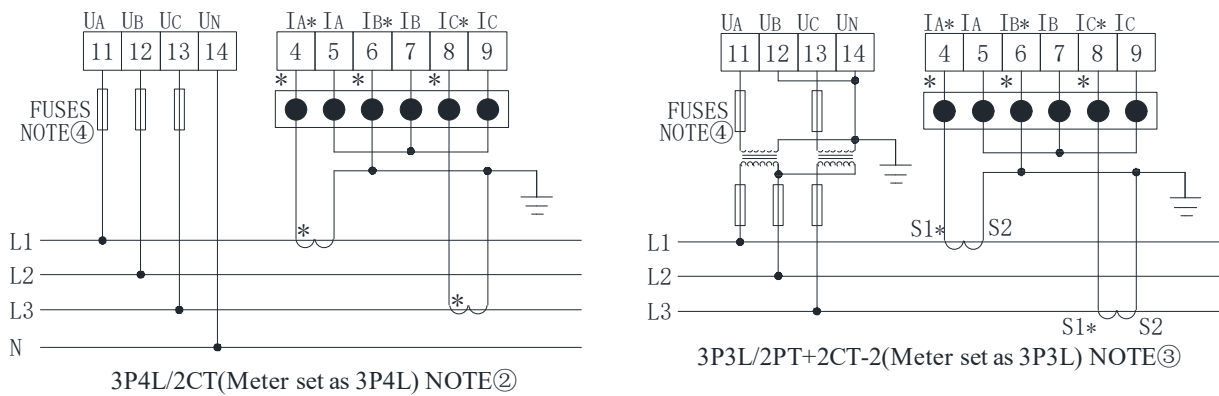 UA UB UC UN IA* IA IB* IB IC* IC
11 12 13 14 4 5 6 7 8 9
* * *
FUSES
NOTE④
*
L1
L2
*
L3
N
3P4L/2CT(Meter set as 3P4L) NOTE②
UA UB UC UN IA* IA IB* IB IC* IC
11 12 13 14 4 5 6 7 8 9
* * *
FUSES
NOTE④
S1* S2
L1
L2
L3
S1* S2
3P3L/2PT+2CT-2(Meter set as 3P3L) NOTE③